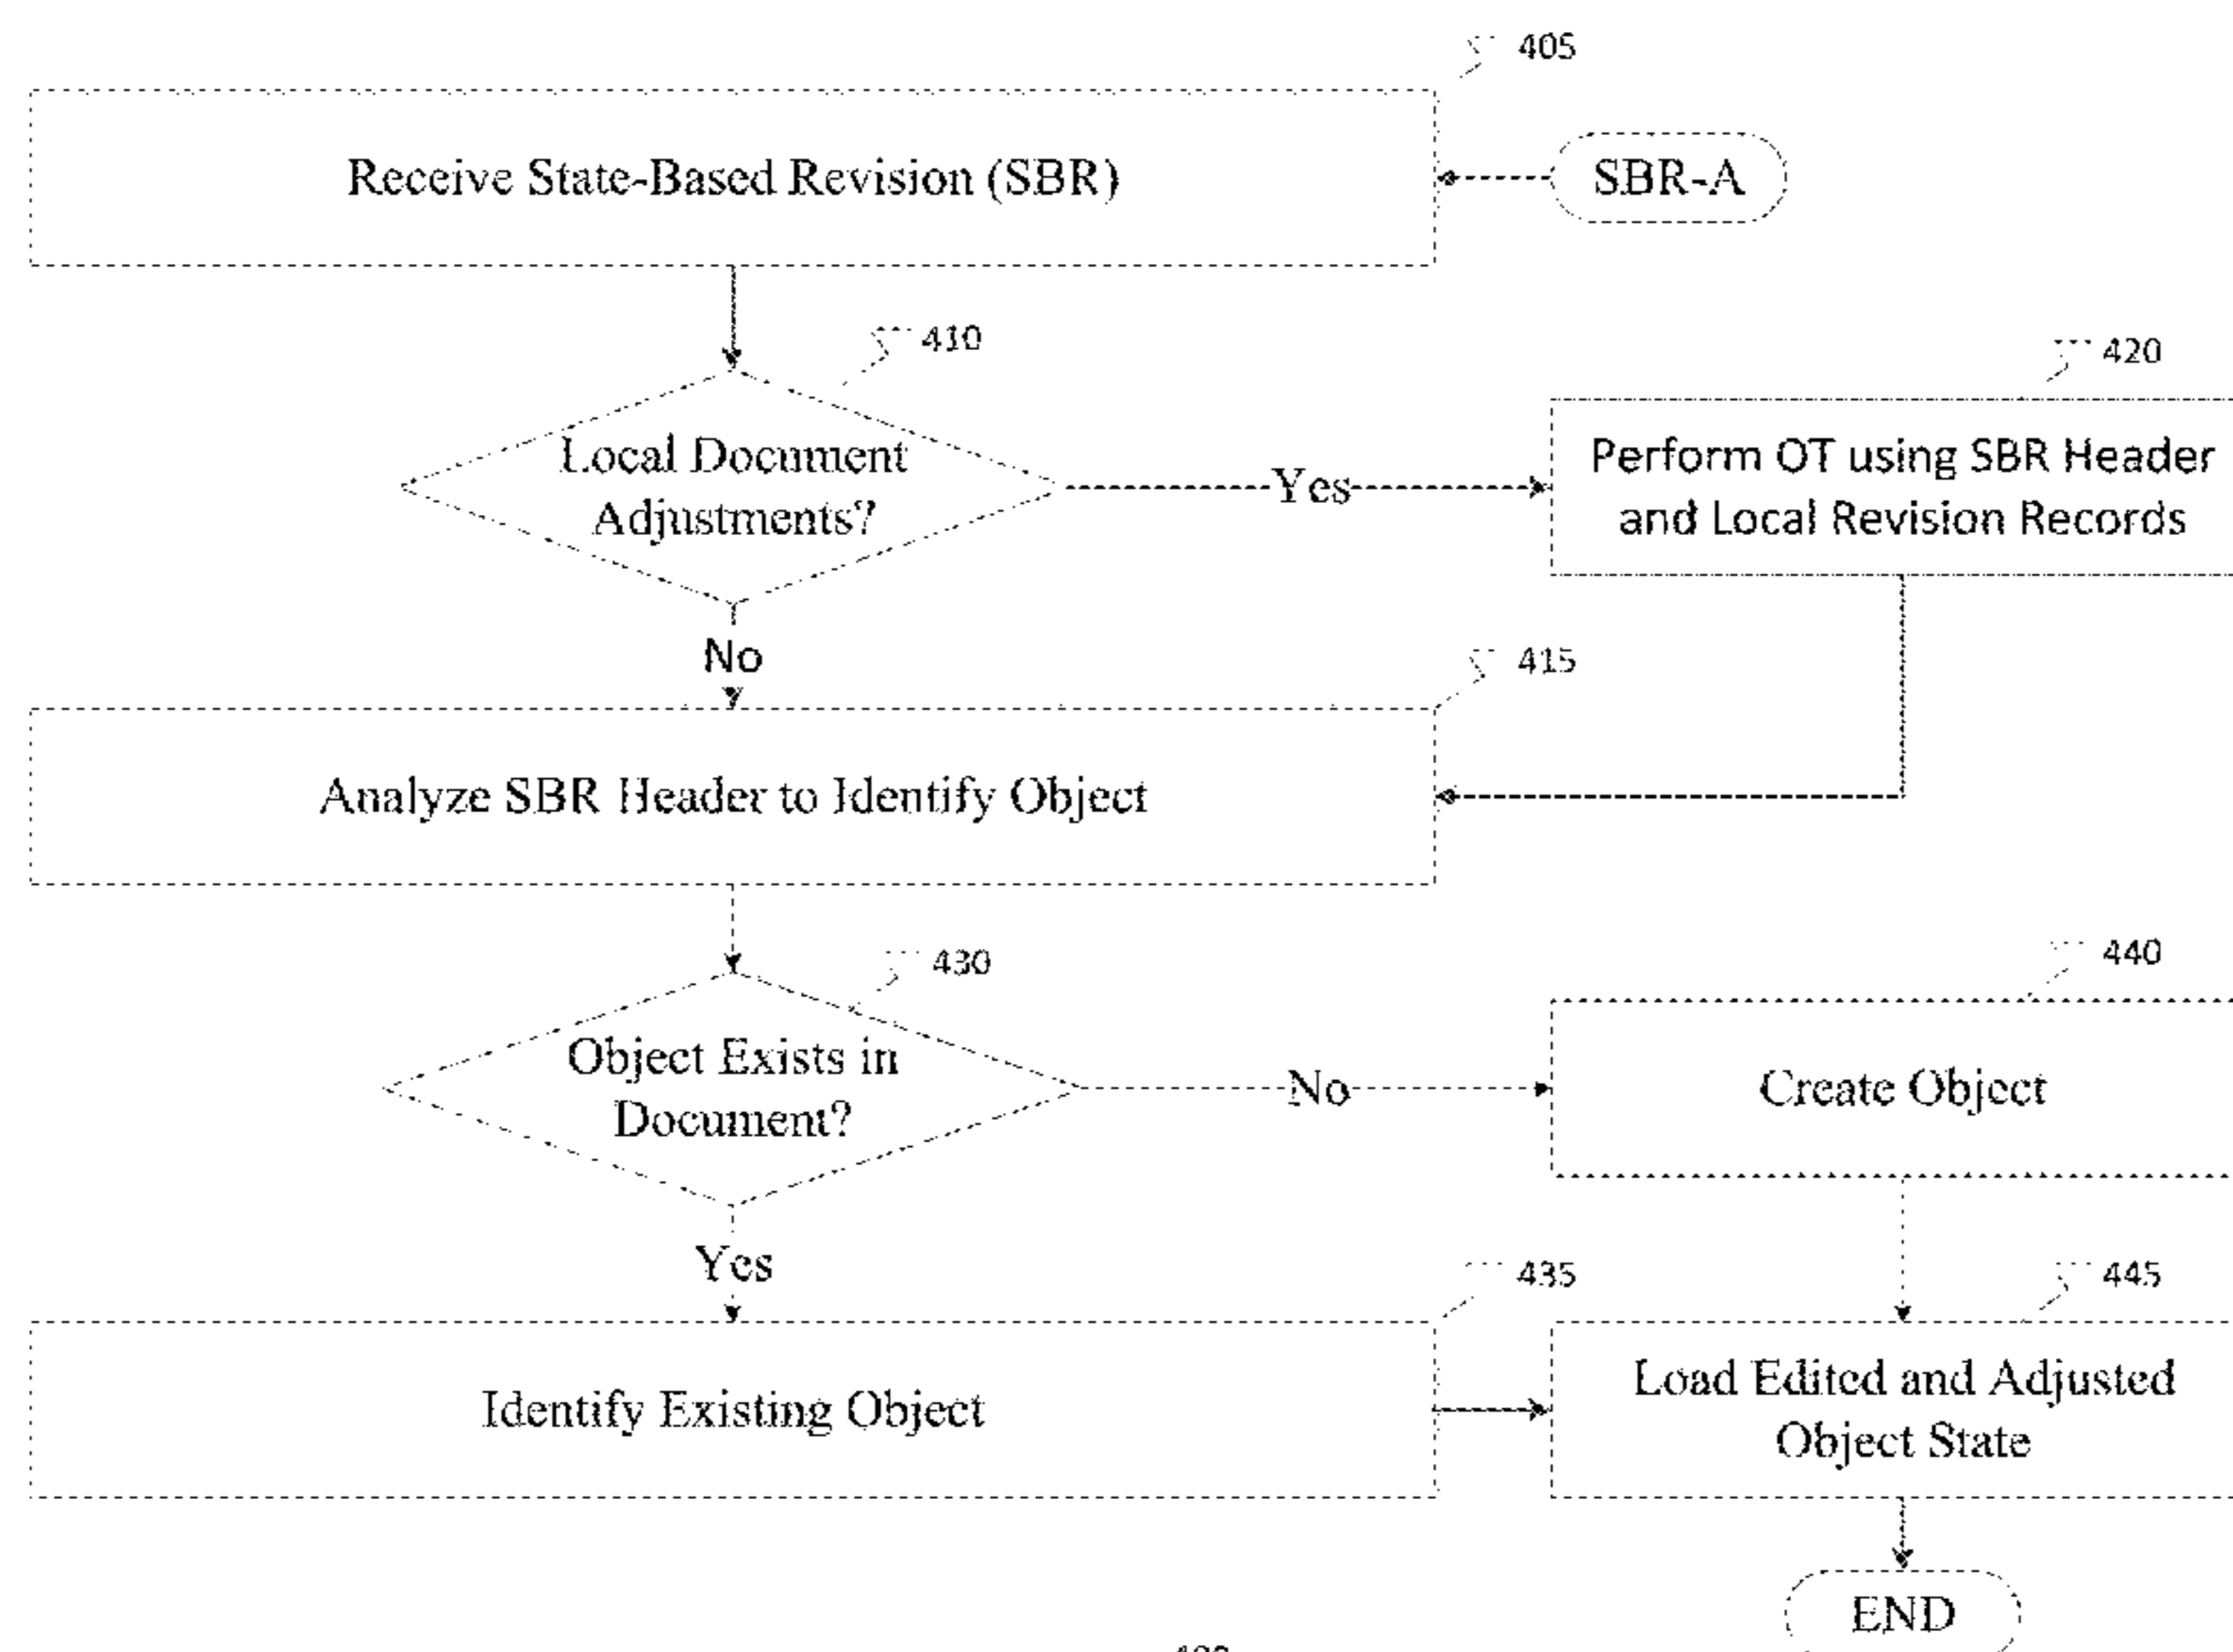 405
Receive State-Based Revision (SBR)
SBR-A
410
420
Local Document
Adjustments?
Yes
Perform OT using SBR Header
and Local Revision Records
No
415
Analyze SBR Header to Identify Object
430
440
Object Exists in
Document?
No
Create Object
Yes
435
445
Identify Existing Object
Load Edited and Adjusted
Object State
END